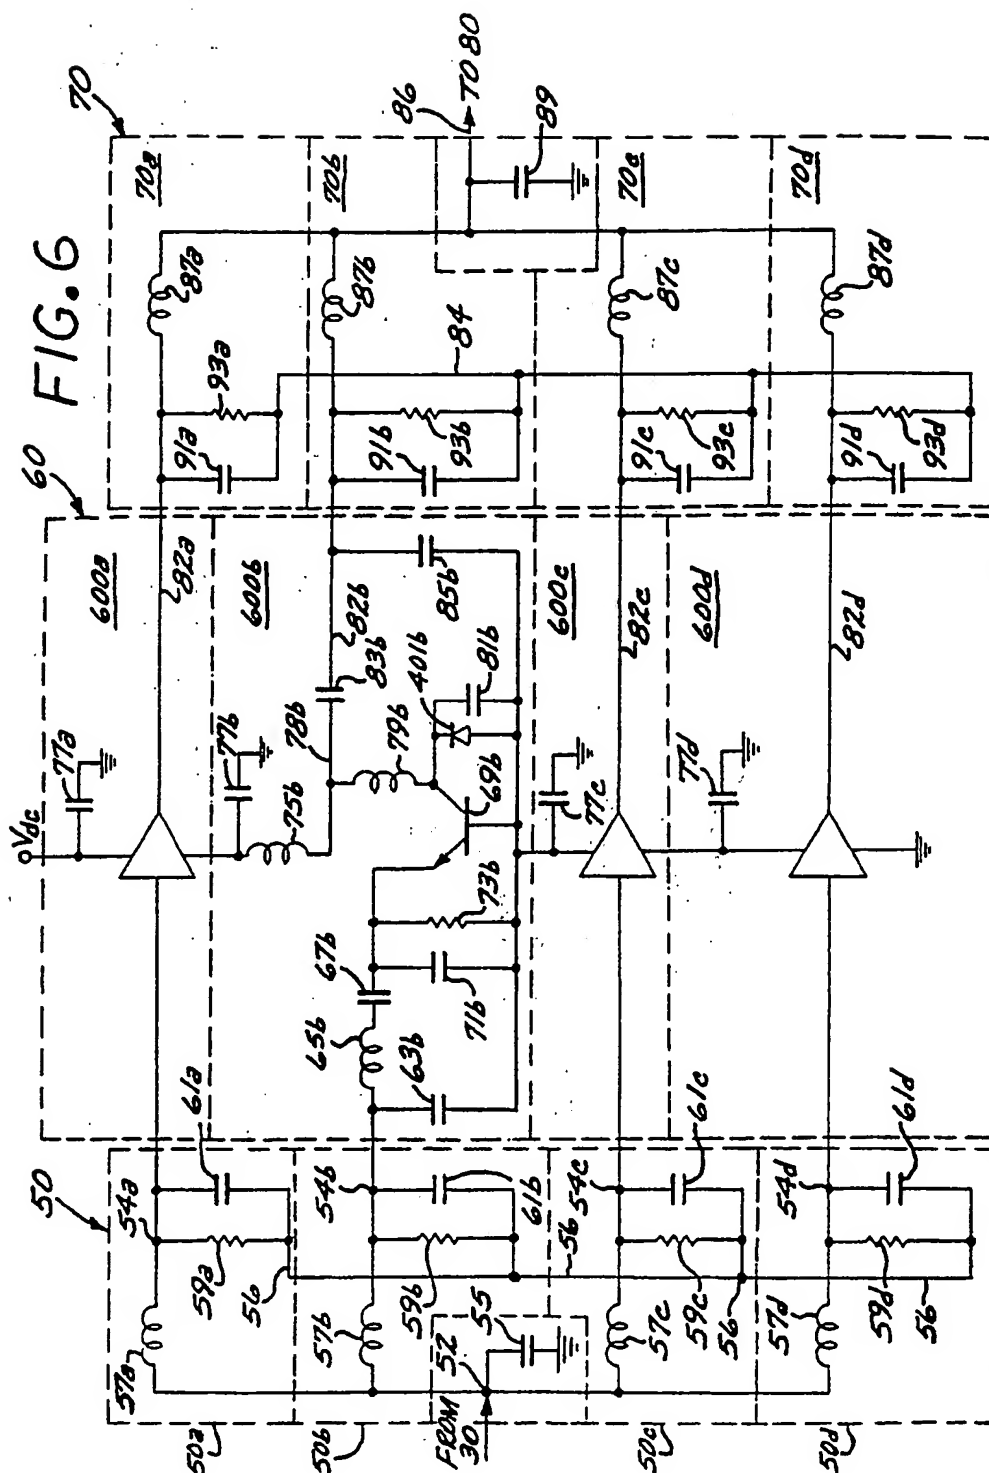 FIG. 6
70
70a
70b
70c
70d
86
TO 80
89
87a
87b
87c
87d
84
93a
91a
91b
93b
91c
93c
91d
93d
60
600a
600b
600c
600d
Vdc
77a
77b
75b
78b
83b
82a
82b
82c
82d
85b
79b
401b
81b
69b
77c
77d
73b
67b
65b
71b
63b
50
54a
61a
59a
56
57a
54b
61b
59b
57b
56
55
52
FROM 30
54c
61c
59c
56
57c
54d
61d
59d
56
57d
50a
50b
50c
50d